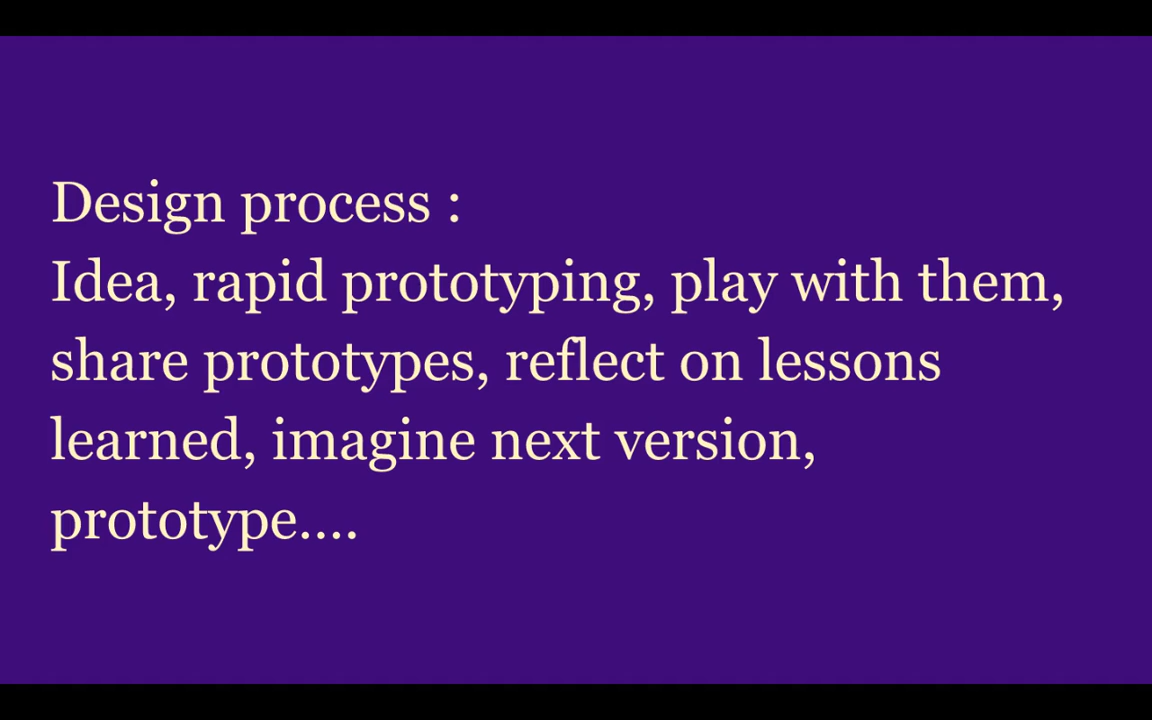 Design process :
Idea, rapid prototyping, play with them,
share prototypes, reflect on lessons
learned, imagine next version,
prototype....